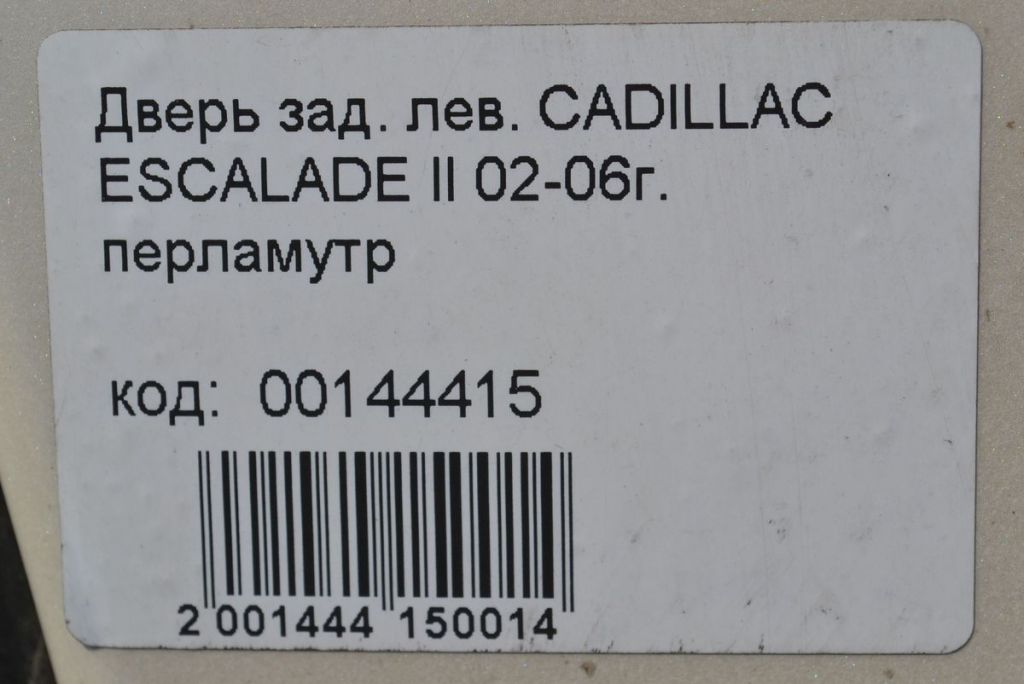 Дверь зад. лев. CADILLAC
ESCALADE II 02-06г.
перламутр
код: 00144415
2 001444 150014